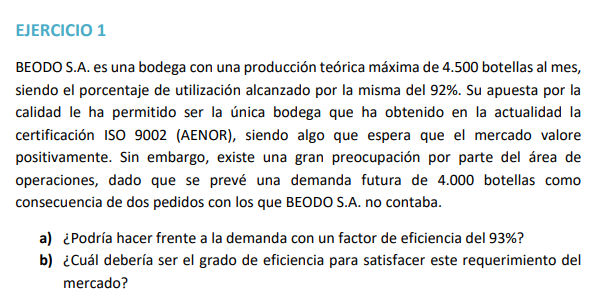 EJERCICIO 1
BEODO S.A. es una bodega con una producción teórica máxima de 4.500 botellas al mes,
siendo el porcentaje de utilización alcanzado por la misma del 92%. Su apuesta por la
calidad le ha permitido ser la única bodega que ha obtenido en la actualidad la
certificación ISO 9002 (AENOR), siendo algo que espera que el mercado valore
positivamente. Sin embargo, existe una gran preocupación por parte del área de
operaciones, dado que se prevé una demanda futura de 4.000 botellas como
consecuencia de dos pedidos con los que BEODO S.A. no contaba.
a) ¿Podría hacer frente a la demanda con un factor de eficiencia del 93%?
b) ¿Cuál debería ser el grado de eficiencia para satisfacer este requerimiento del
mercado?